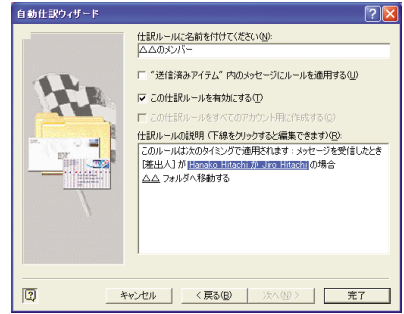 自動仕訳ウィザード
仕訳ルールに名前を付けてください(N):
△△のメンバー
"送信済みアイテム" 内のメッセージにルールを適用する(U)
この仕訳ルールを有効にする(T)
この仕訳ルールをすべてのアカウント用に作成する(C)
仕訳ルールの説明 (下線をクリックすると編集できます)(R):
このルールは次のタイミングで適用されます : メッセージを受信したとき
[差出人] が Hanako Hitachi か Jiro Hitachi の場合
△△ フォルダへ移動する
キャンセル
< 戻る(B)
次へ(N) >
完了